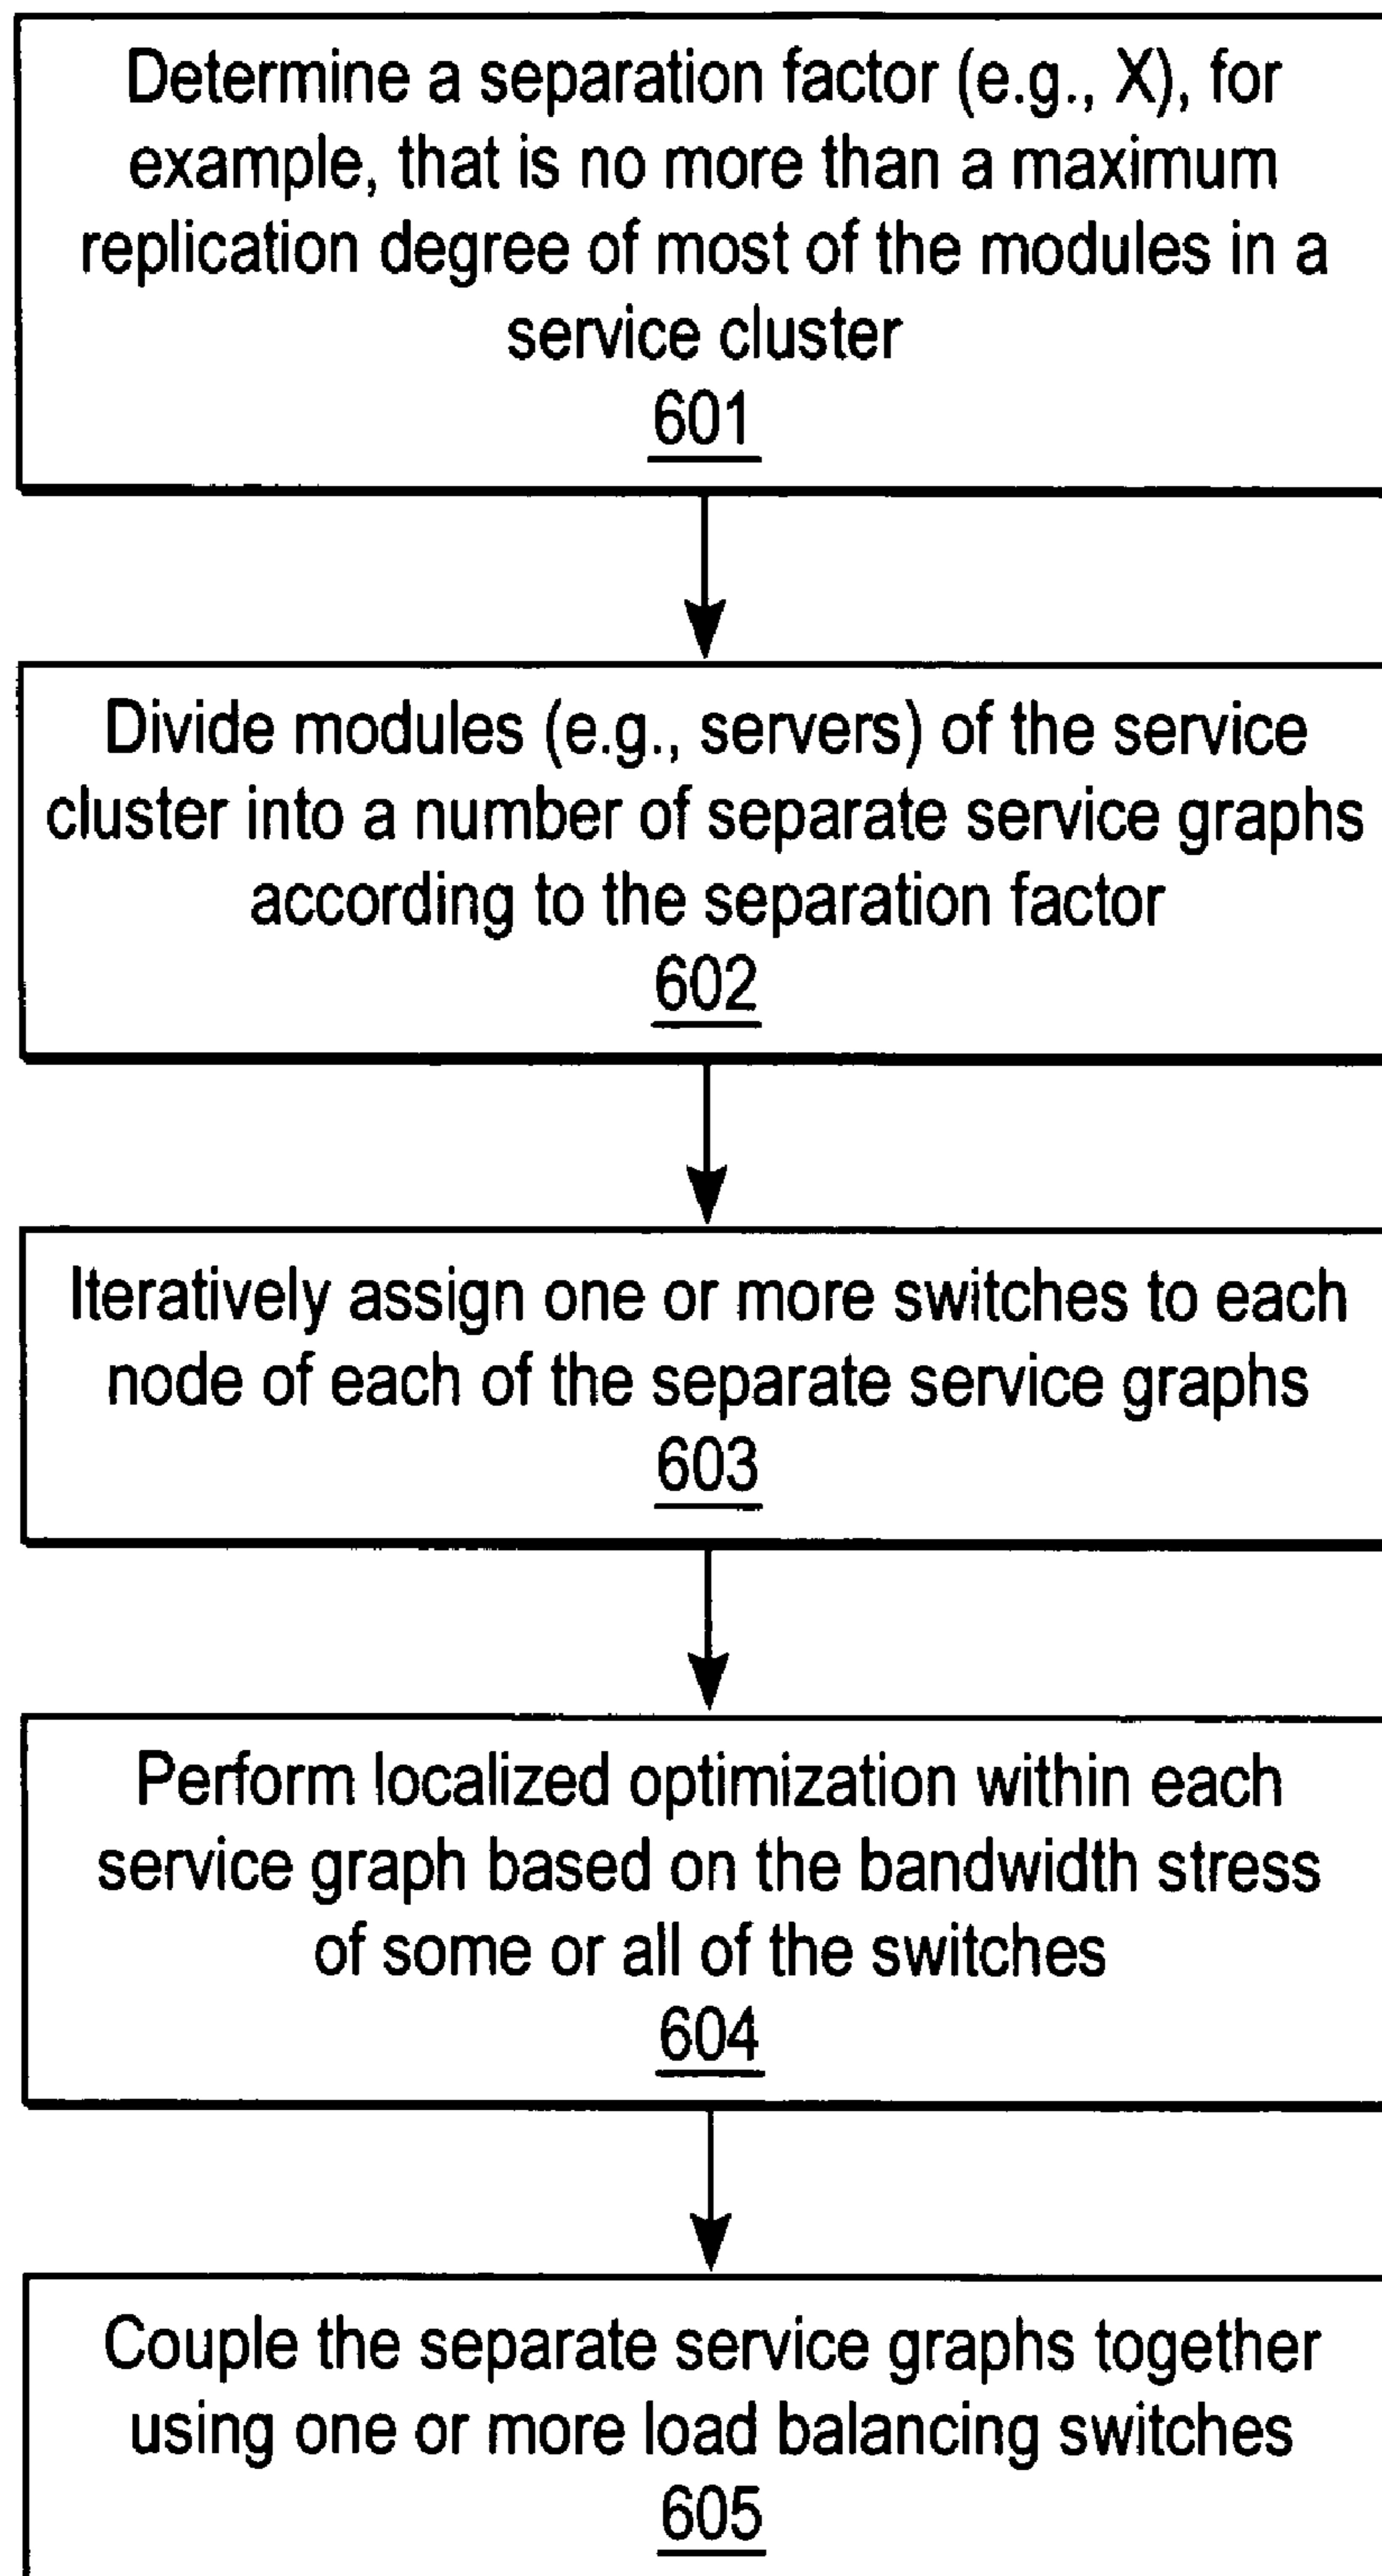 Determine a separation factor (e.g., X), for
example, that is no more than a maximum
replication degree of most of the modules in a
service cluster
601
Divide modules (e.g., servers) of the service
cluster into a number of separate service graphs
according to the separation factor
602
Iteratively assign one or more switches to each
node of each of the separate service graphs
603
Perform localized optimization within each
service graph based on the bandwidth stress
of some or all of the switches
604
Couple the separate service graphs together
using one or more load balancing switches
605